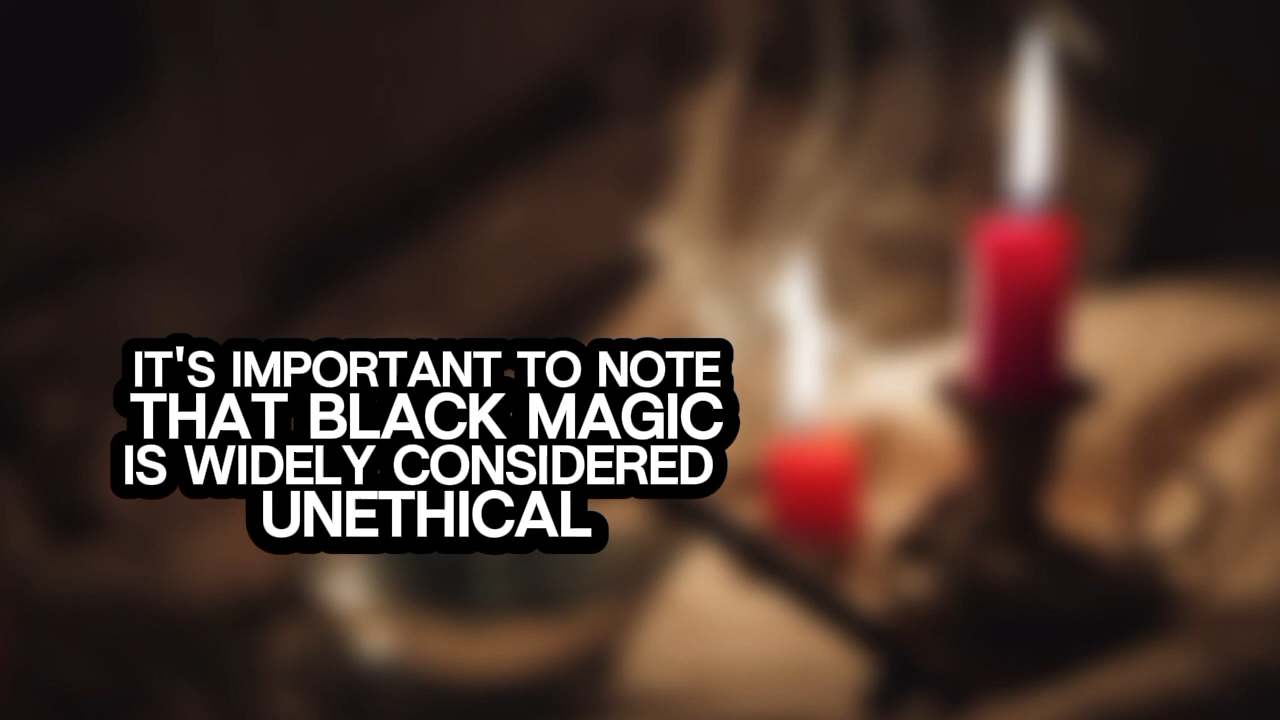 IT'S IMPORTANT TO NOTE
THAT BLACK MAGIC
IS WIDELY CONSIDERED
UNETHICAL